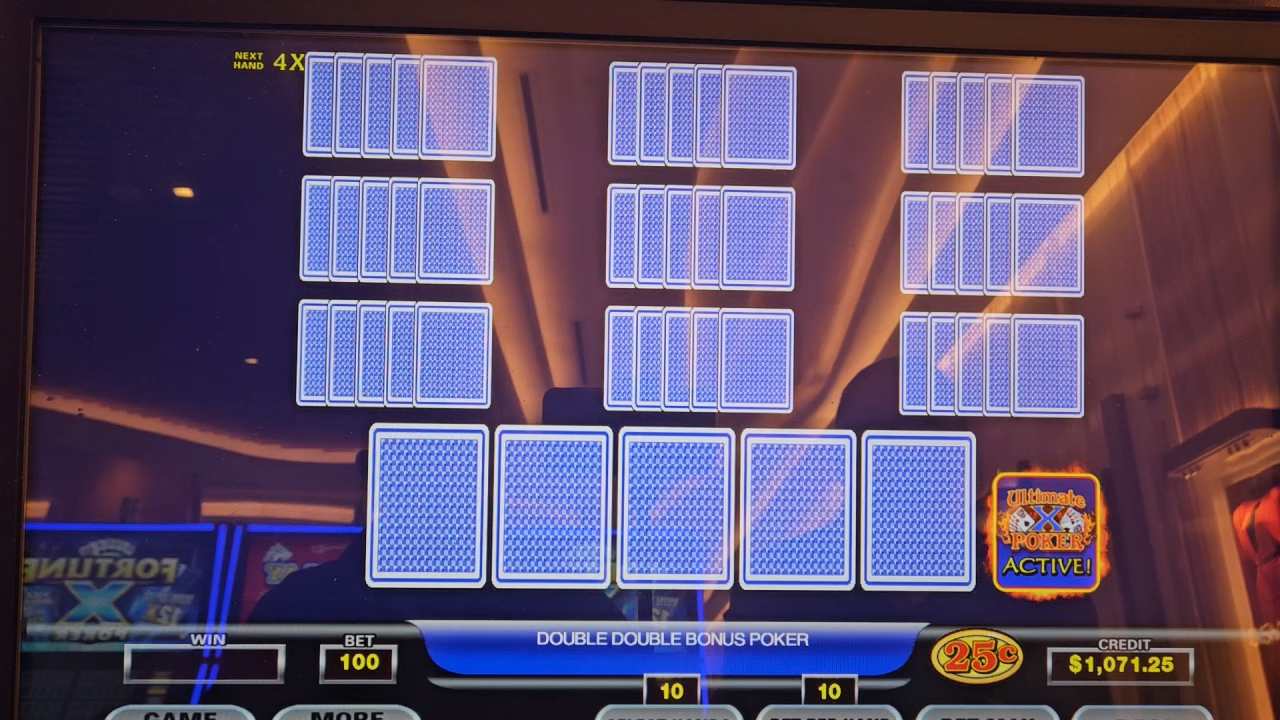 NEXT
HAND 4X
Ultimate
X
POKER
ACTIVE!
FORTUNE
X
POKER
WIN
BET
100
DOUBLE DOUBLE BONUS POKER
25¢
CREDIT
$1,071.25
10
10
GAME
MORE